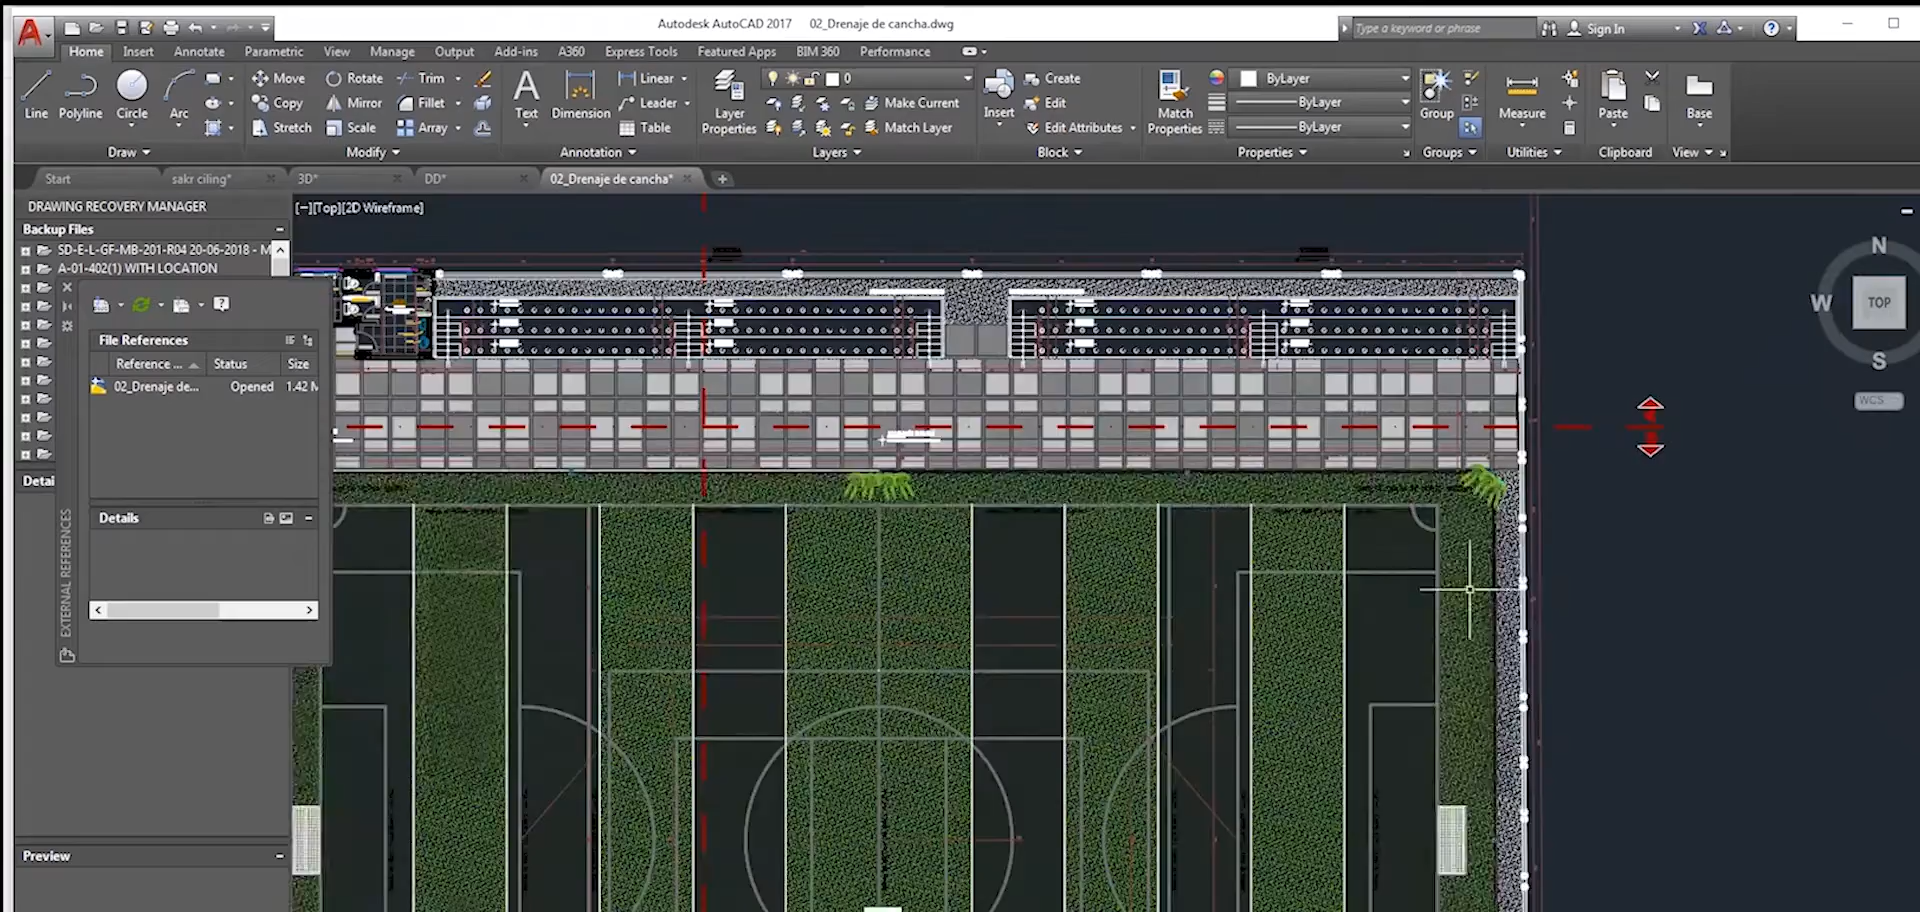 Autodesk AutoCAD 2017 02_Drenaje de cancha.dwg
Type a keyword or phrase
Sign In
Home Insert Annotate Parametric View Manage Output Add-ins A360 Express Tools Featured Apps BIM 360 Performance
Line Polyline Circle Arc
Move Rotate Trim
Copy Mirror Fillet
Stretch Scale Array
Text Dimension
Linear
Leader
Table
Layer Properties
0
Make Current
Match Layer
Insert
Create
Edit
Edit Attributes
Match Properties
ByLayer
ByLayer
ByLayer
Group
Measure
Paste
Base
Draw Modify Annotation Layers Block Properties Groups Utilities Clipboard View
Start sakr ciling* 3D* DD* 02_Drenaje de cancha*
DRAWING RECOVERY MANAGER
[−][Top][2D Wireframe]
Backup Files
SD-E-L-GF-MB-201-R04 20-06-2018 - M
A-01-402(1) WITH LOCATION
File References
Reference ... Status Size
02_Drenaje de... Opened 1.42 M
Detai
Details
EXTERNAL REFERENCES
Preview
N
W TOP
S
WCS